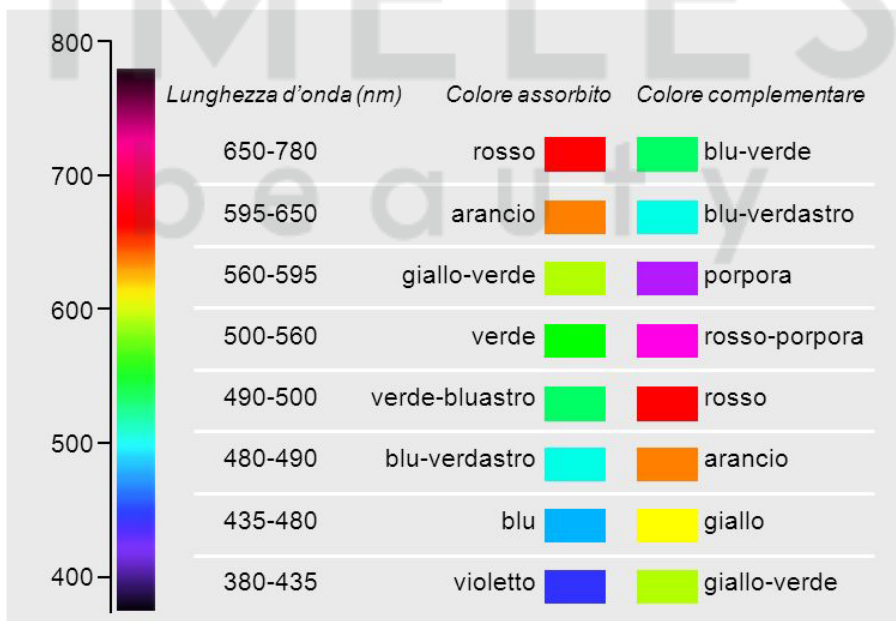 TIMELESS
beauty
Lunghezza d'onda (nm) Colore assorbito Colore complementare
800
650-780 rosso blu-verde
700
595-650 arancio blu-verdastro
560-595 giallo-verde porpora
600
500-560 verde rosso-porpora
490-500 verde-bluastro rosso
500
480-490 blu-verdastro arancio
435-480 blu giallo
400
380-435 violetto giallo-verde